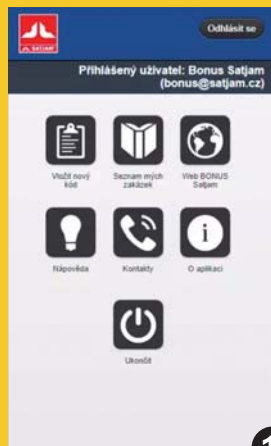 SATJAM
Odhlásit se
Přihlášený uživatel: Bonus Satjam
(bonus@satjam.cz)
Vložit nový
kód
Seznam mých
zakázek
Web BONUS
Satjam
Nápověda
Kontakty
O aplikaci
Ukončit